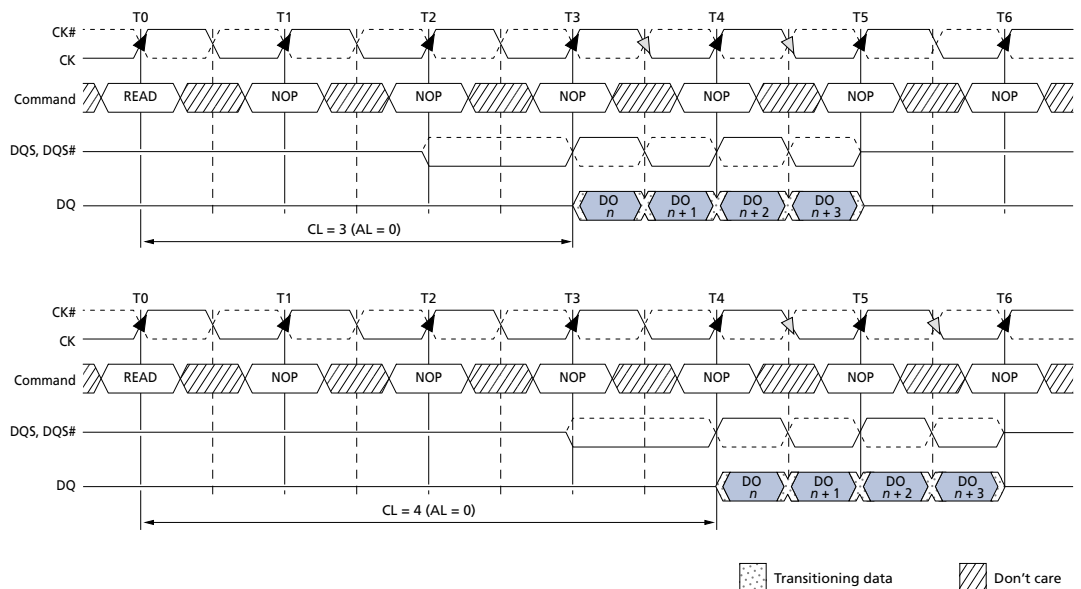 T0 T1 T2 T3 T4 T5 T6
CK#
CK
Command READ NOP NOP NOP NOP NOP NOP
DQS, DQS#
DQ DO n DO n + 1 DO n + 2 DO n + 3
CL = 3 (AL = 0)
T0 T1 T2 T3 T4 T5 T6
CK#
CK
Command READ NOP NOP NOP NOP NOP NOP
DQS, DQS#
DQ DO n DO n + 1 DO n + 2 DO n + 3
CL = 4 (AL = 0)
Transitioning data Don't care